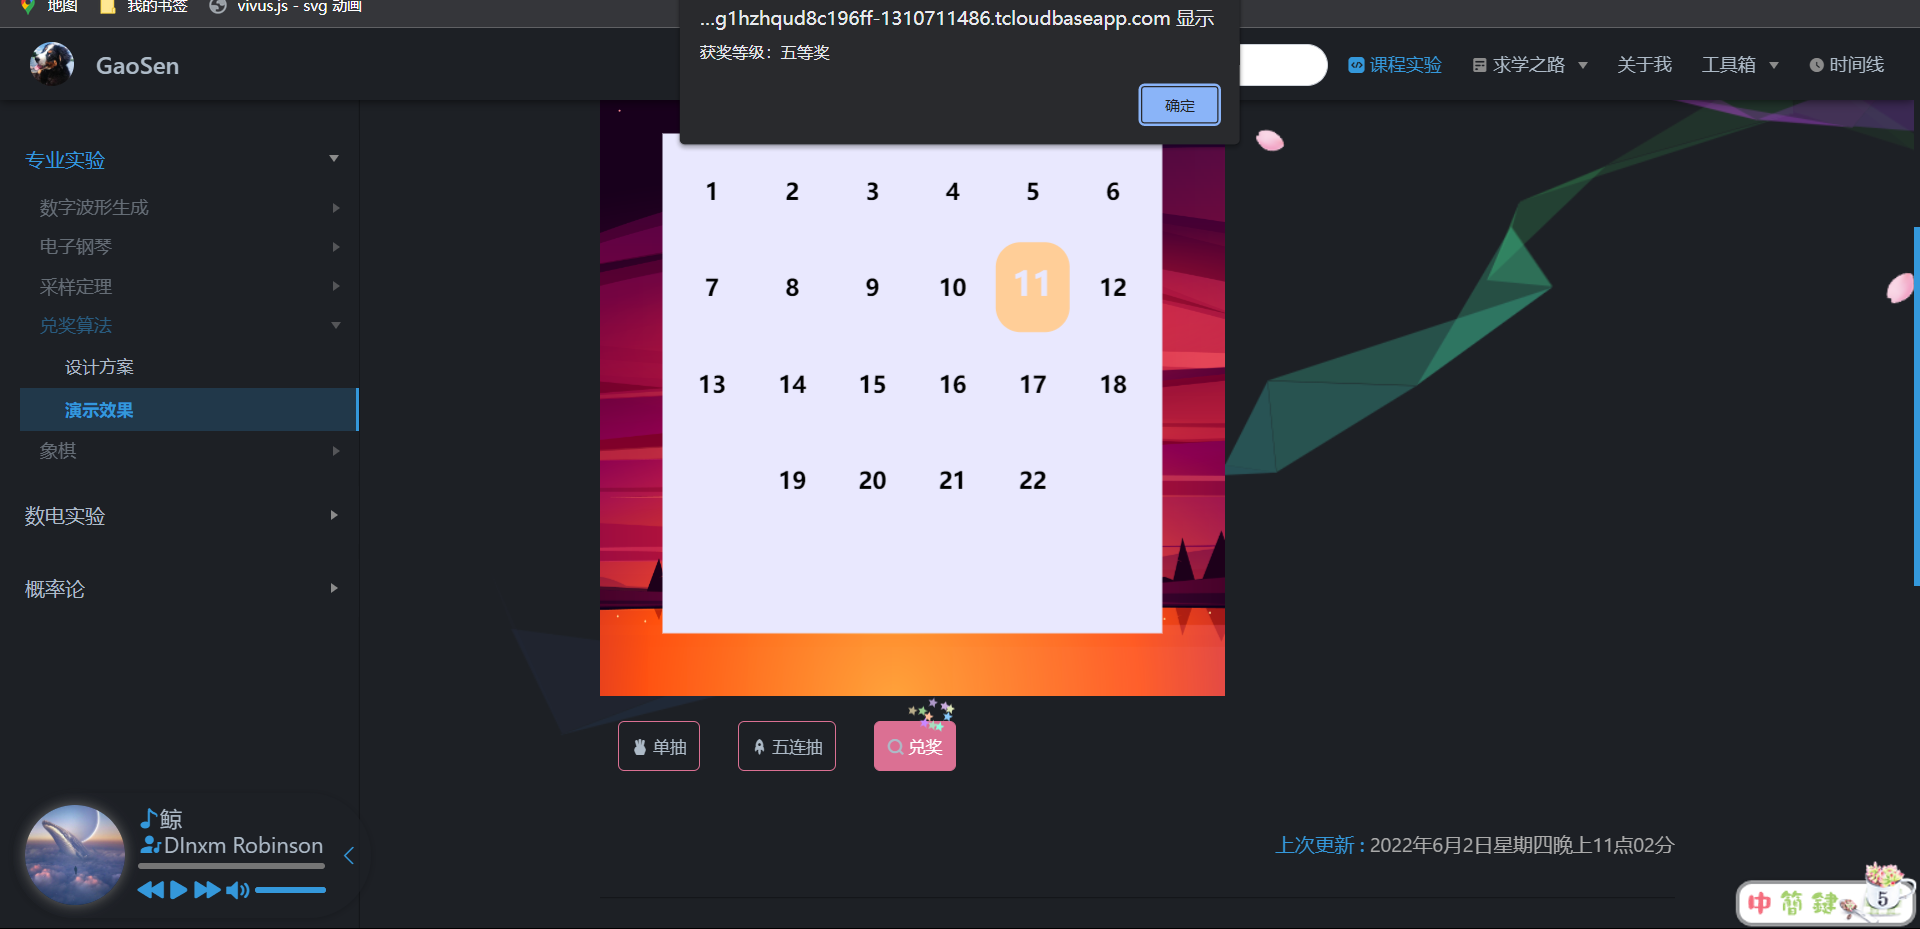 地图
我的书签
vivus.js - svg 动画
...g1hzhqud8c196ff-1310711486.tcloudbaseapp.com 显示
获奖等级：五等奖
确定
GaoSen
课程实验
求学之路
关于我
工具箱
时间线
专业实验
数字波形生成
电子钢琴
采样定理
兑奖算法
设计方案
演示效果
象棋
数电实验
概率论
1 2 3 4 5 6
7 8 9 10 11 12
13 14 15 16 17 18
19 20 21 22
单抽
五连抽
兑奖
鲸
DInxm Robinson
上次更新 : 2022年6月2日星期四晚上11点02分
中 簡 鍵 5